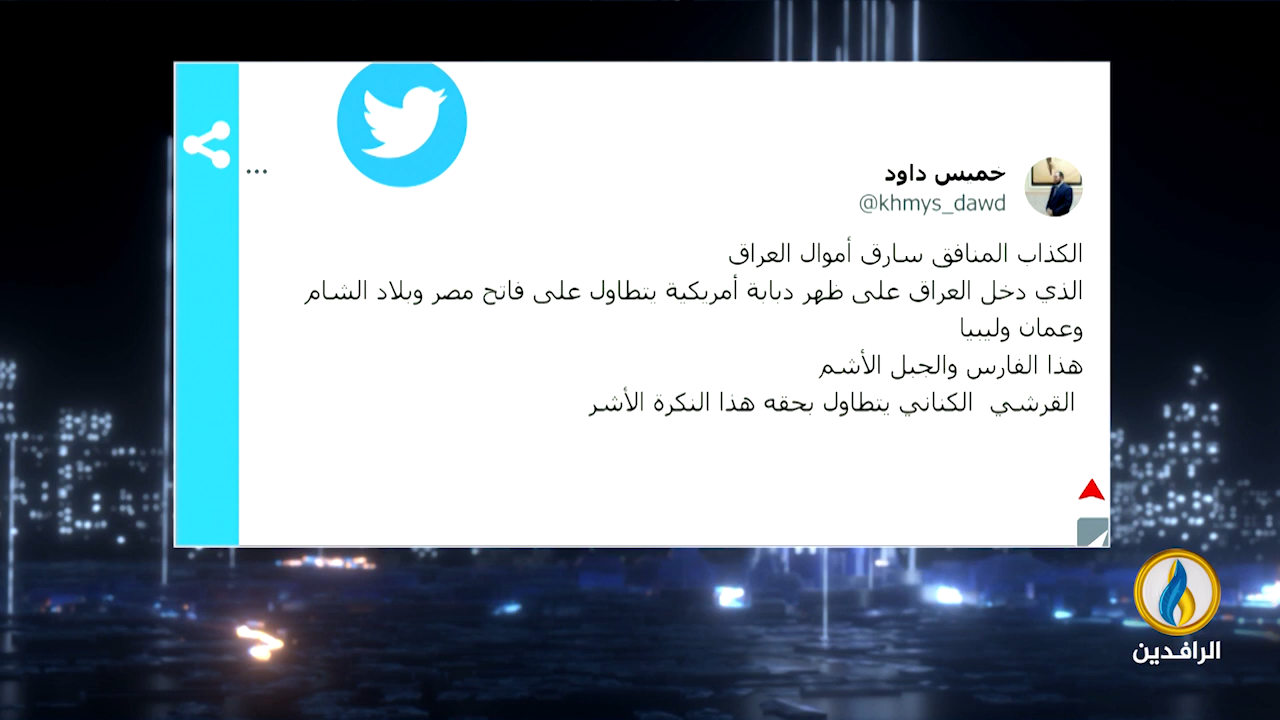 خميس داود
@khmys_dawd
الكذاب المنافق سارق أموال العراق
الذي دخل العراق على ظهر دبابة أمريكية يتطاول على فاتح مصر وبلاد الشام
وعمان وليبيا
هذا الفارس والجبل الأشم
القرشي الكناني يتطاول بحقه هذا النكرة الأشر
الرافدين